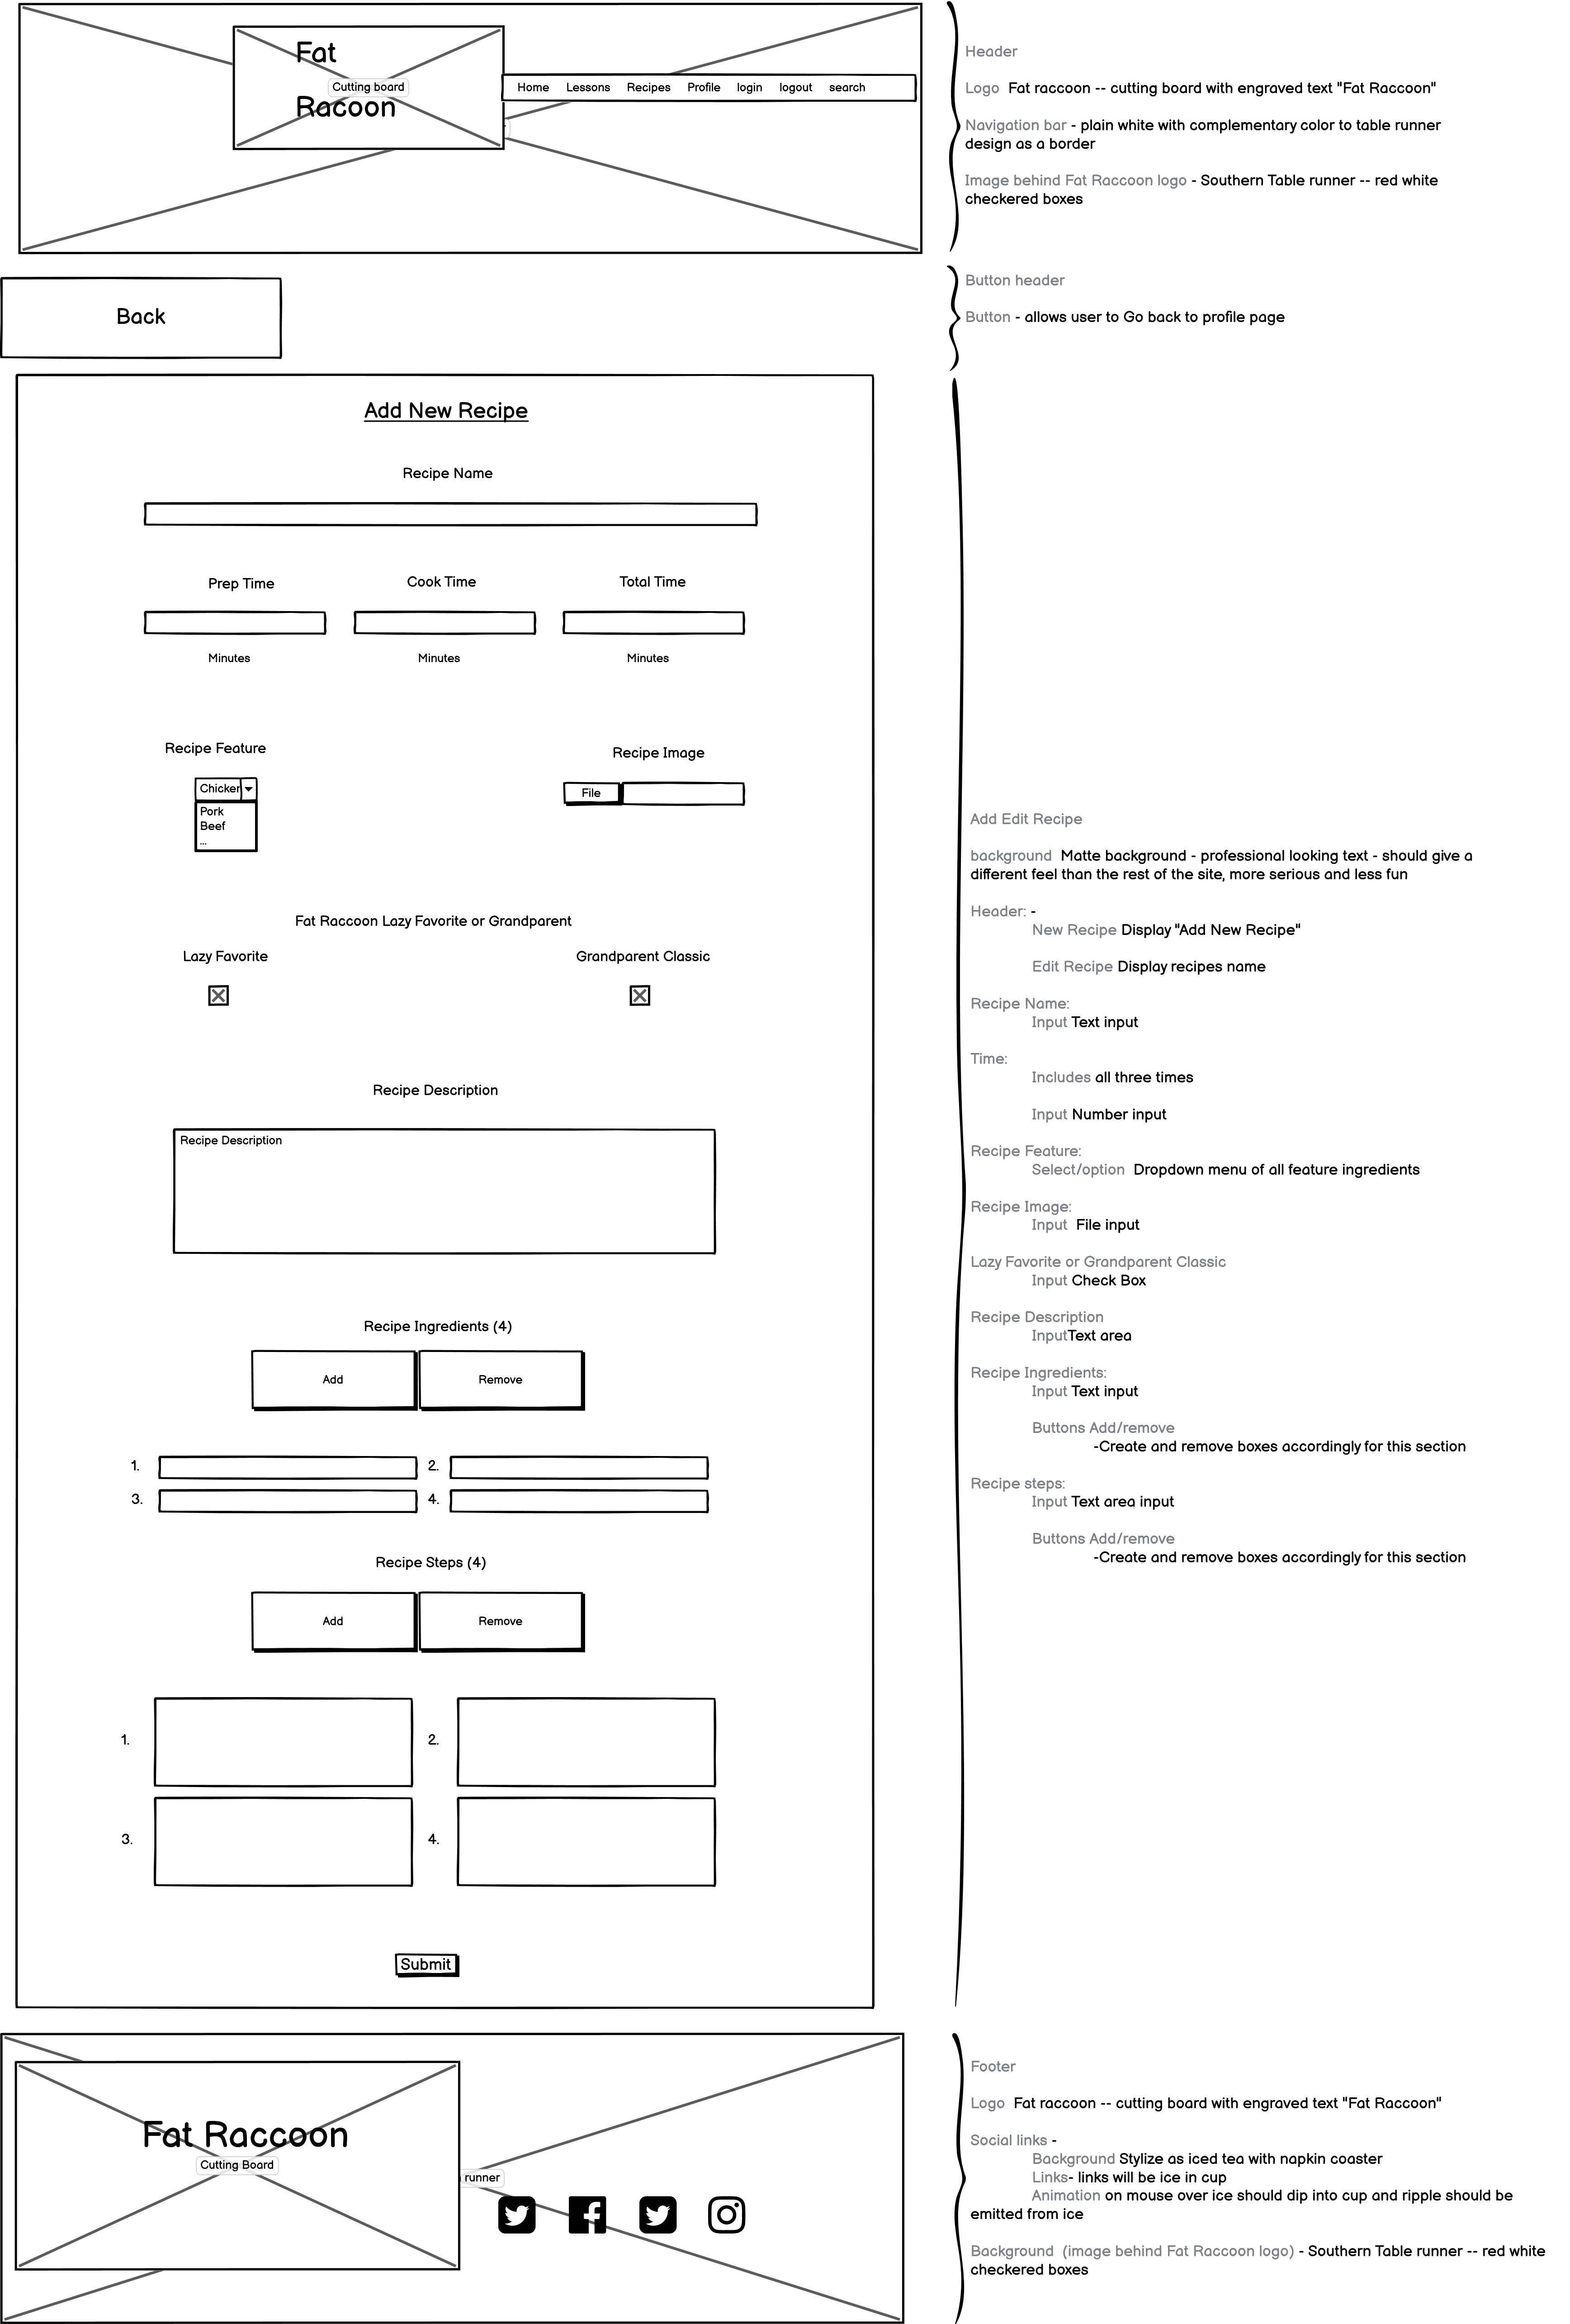 Fat
Cutting board
Racoon
Home Lessons Recipes Profile login logout search
Header
Logo Fat raccoon -- cutting board with engraved text "Fat Raccoon"
Navigation bar - plain white with complementary color to table runner
design as a border
Image behind Fat Raccoon logo - Southern Table runner -- red white
checkered boxes
Back
Button header
Button - allows user to Go back to profile page
Add New Recipe
Recipe Name
Prep Time Cook Time Total Time
Minutes Minutes Minutes
Recipe Feature Recipe Image
Chicken
File
Pork
Beef
...
Fat Raccoon Lazy Favorite or Grandparent
Lazy Favorite Grandparent Classic
Recipe Description
Recipe Description
Recipe Ingredients (4)
Add Remove
1. 2.
3. 4.
Recipe Steps (4)
Add Remove
1. 2.
3. 4.
Submit
Add Edit Recipe
background Matte background - professional looking text - should give a
different feel than the rest of the site, more serious and less fun
Header: -
New Recipe Display "Add New Recipe"
Edit Recipe Display recipes name
Recipe Name:
Input Text input
Time:
Includes all three times
Input Number input
Recipe Feature:
Select/option Dropdown menu of all feature ingredients
Recipe Image:
Input File input
Lazy Favorite or Grandparent Classic
Input Check Box
Recipe Description
InputText area
Recipe Ingredients:
Input Text input
Buttons Add/remove
-Create and remove boxes accordingly for this section
Recipe steps:
Input Text area input
Buttons Add/remove
-Create and remove boxes accordingly for this section
Fat Raccoon
Cutting Board
runner
Footer
Logo Fat raccoon -- cutting board with engraved text "Fat Raccoon"
Social links -
Background Stylize as iced tea with napkin coaster
Links- links will be ice in cup
Animation on mouse over ice should dip into cup and ripple should be
emitted from ice
Background (image behind Fat Raccoon logo) - Southern Table runner -- red white
checkered boxes